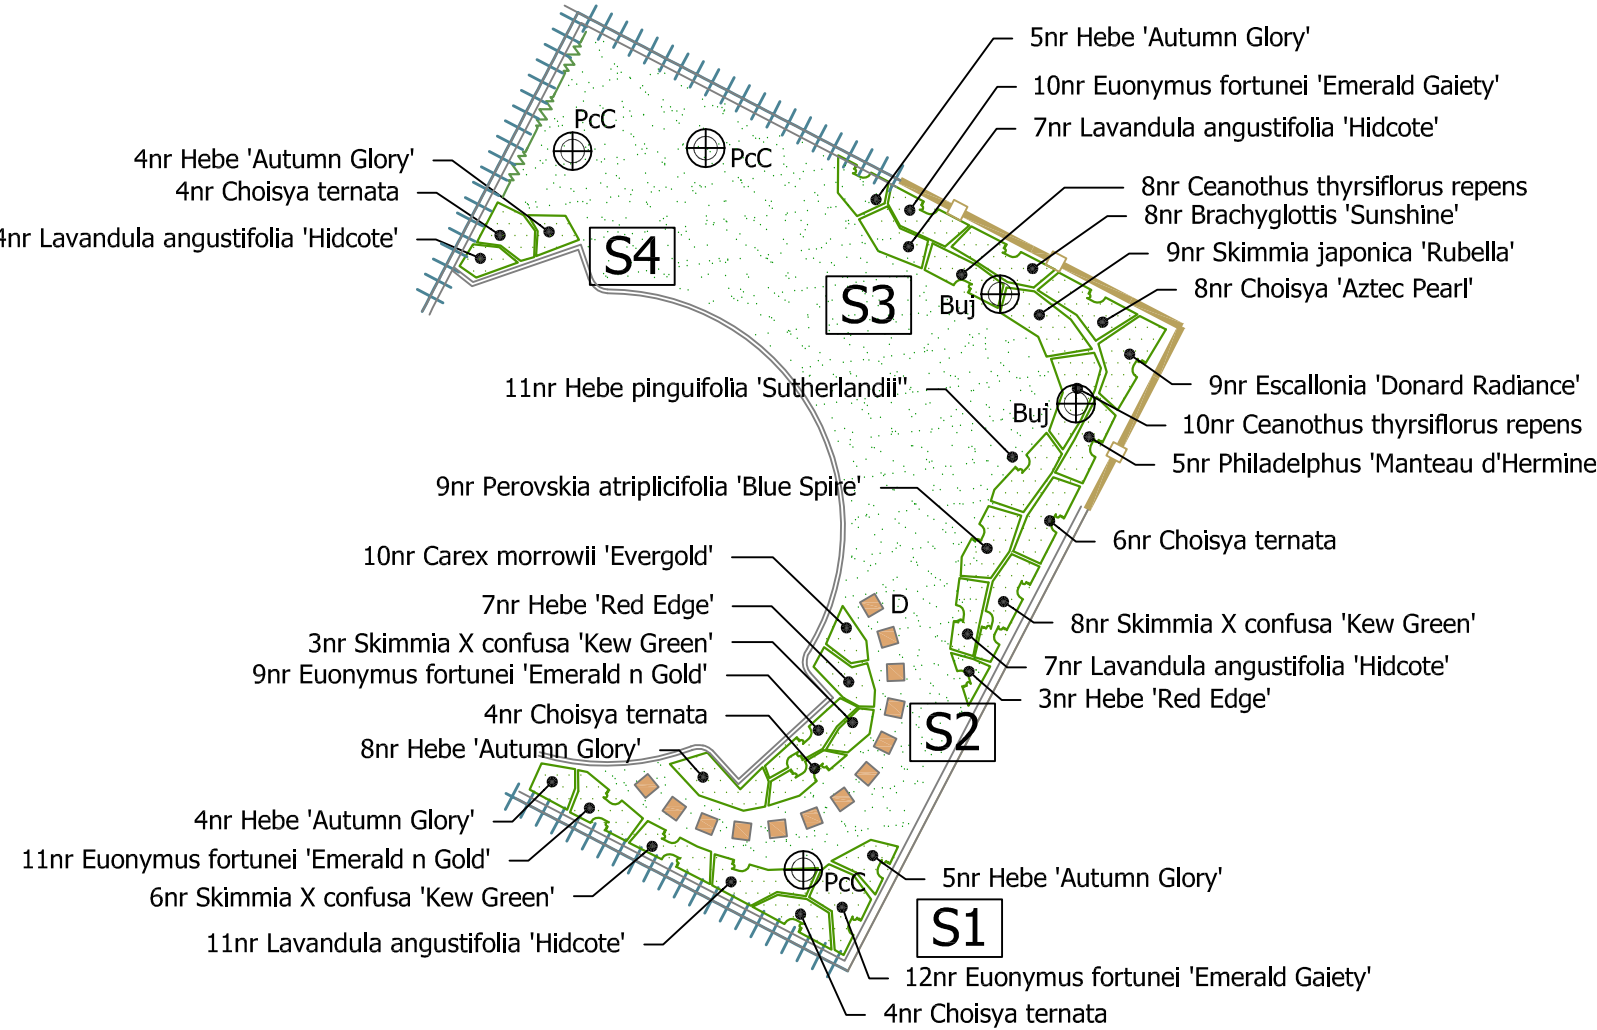 5nr Hebe 'Autumn Glory'
10nr Euonymus fortunei 'Emerald Gaiety'
7nr Lavandula angustifolia 'Hidcote'
PcC
PcC
4nr Hebe 'Autumn Glory'
4nr Choisya ternata
4nr Lavandula angustifolia 'Hidcote'
S4
8nr Ceanothus thyrsiflorus repens
8nr Brachyglottis 'Sunshine'
9nr Skimmia japonica 'Rubella'
8nr Choisya 'Aztec Pearl'
S3
Buj
11nr Hebe pinguifolia 'Sutherlandii''
9nr Escallonia 'Donard Radiance'
Buj
10nr Ceanothus thyrsiflorus repens
5nr Philadelphus 'Manteau d'Hermine
9nr Perovskia atriplicifolia 'Blue Spire'
6nr Choisya ternata
10nr Carex morrowii 'Evergold'
7nr Hebe 'Red Edge'
D
3nr Skimmia X confusa 'Kew Green'
8nr Skimmia X confusa 'Kew Green'
9nr Euonymus fortunei 'Emerald n Gold'
7nr Lavandula angustifolia 'Hidcote'
3nr Hebe 'Red Edge'
4nr Choisya ternata
8nr Hebe 'Autumn Glory'
S2
4nr Hebe 'Autumn Glory'
11nr Euonymus fortunei 'Emerald n Gold'
6nr Skimmia X confusa 'Kew Green'
11nr Lavandula angustifolia 'Hidcote'
PcC
5nr Hebe 'Autumn Glory'
S1
12nr Euonymus fortunei 'Emerald Gaiety'
4nr Choisya ternata